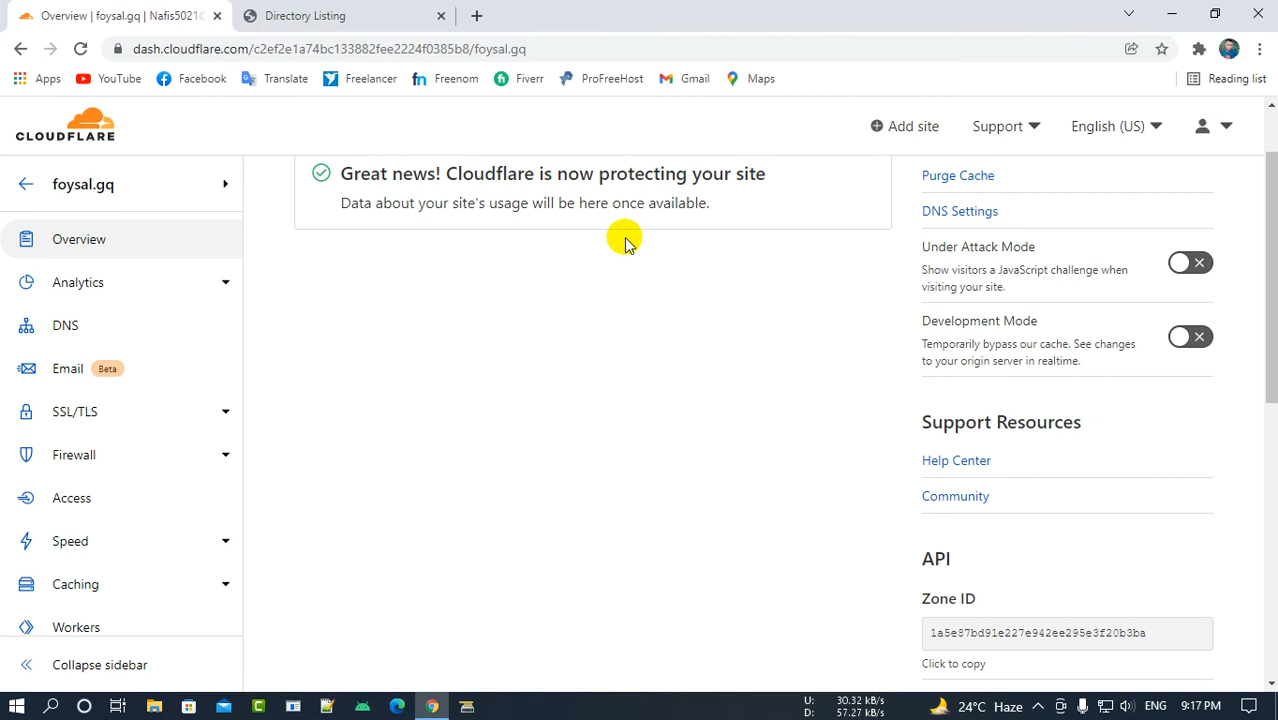 Overview | foysal.gq | Nafis5021
Directory Listing
dash.cloudflare.com/c2ef2e1a74bc133882fee2224f0385b8/foysal.gq
Apps YouTube Facebook Translate Freelancer Freenom Fiverr ProFreeHost Gmail Maps Reading list
CLOUDFLARE
Add site Support English (US)
foysal.gq
Overview
Analytics
DNS
Email Beta
SSL/TLS
Firewall
Access
Speed
Caching
Workers
Collapse sidebar
Great news! Cloudflare is now protecting your site
Data about your site's usage will be here once available.
Purge Cache
DNS Settings
Under Attack Mode
Show visitors a JavaScript challenge when
visiting your site.
Development Mode
Temporarily bypass our cache. See changes
to your origin server in realtime.
Support Resources
Help Center
Community
API
Zone ID
1a5e87bd91e227e942ee295e3f20b3ba
Click to copy
U: 30.32 kB/s
D: 57.27 kB/s
24°C Haze ENG 9:17 PM